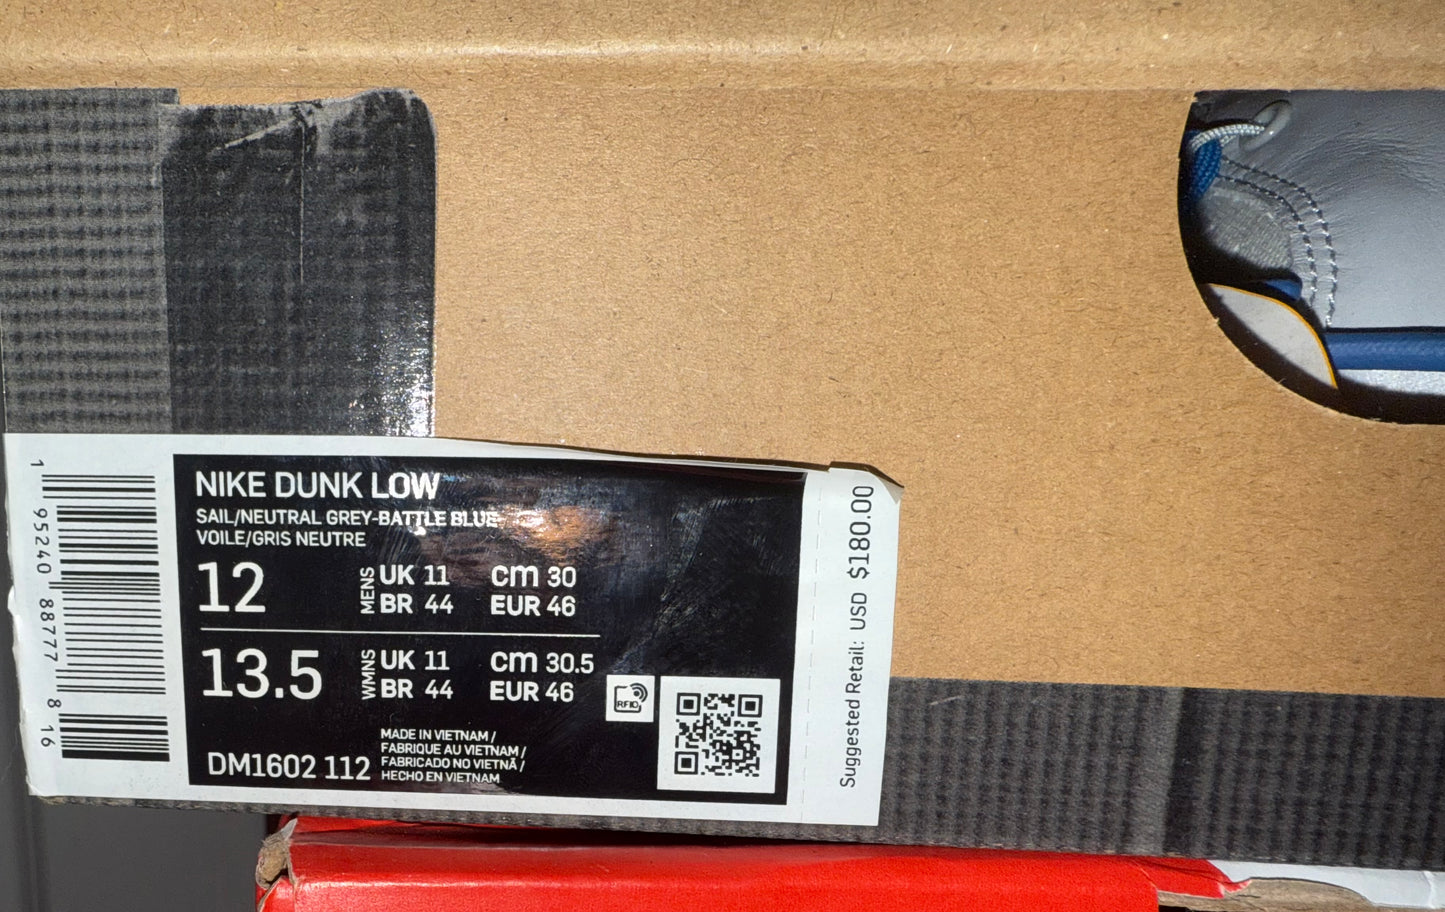 NIKE DUNK LOW
SAIL/NEUTRAL GREY-BATTLE BLUE
VOILE/GRIS NEUTRE
12
MENS
UK 11 cm 30
BR 44 EUR 46
13.5
WMNS
UK 11 cm 30.5
BR 44 EUR 46
RFID
MADE IN VIETNAM /
FABRIQUE AU VIETNAM /
FABRICADO NO VIETNÃ /
HECHO EN VIETNAM
DM1602 112
1 95240 88777 8 16
Suggested Retail: USD $180.00